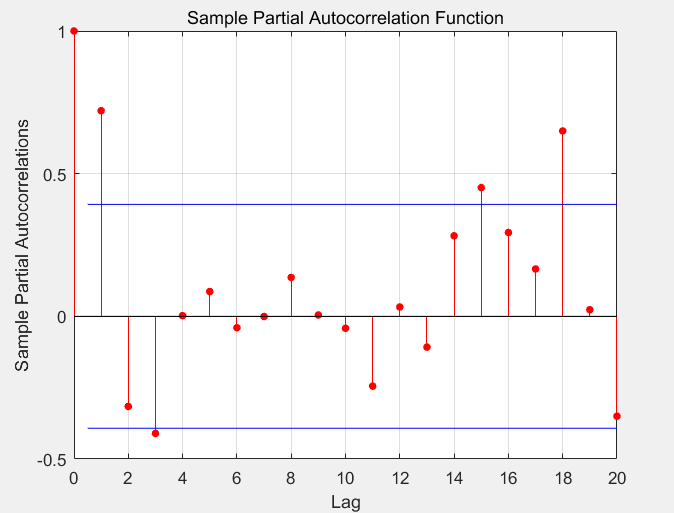 Sample Partial Autocorrelation Function
1
0.5
0
-0.5
Sample Partial Autocorrelations
0 2 4 6 8 10 12 14 16 18 20
Lag